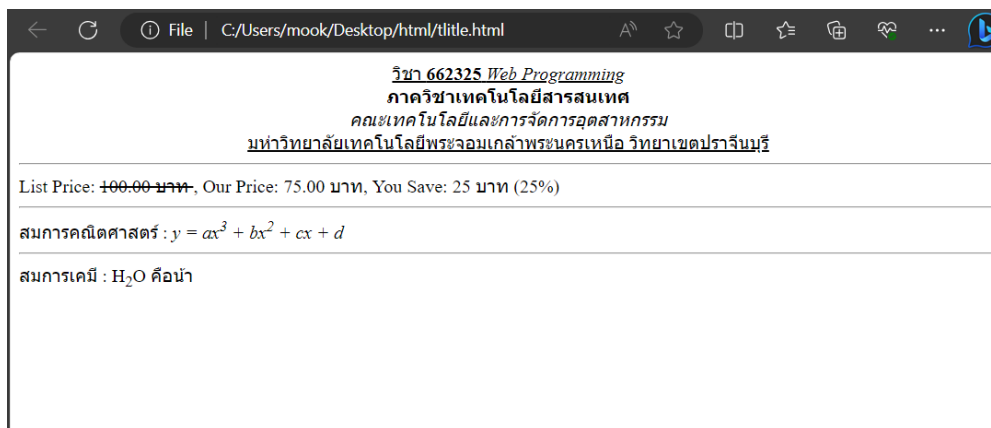 File | C:/Users/mook/Desktop/html/tlitle.html
วิชา 662325 Web Programming
ภาควิชาเทคโนโลยีสารสนเทศ
คณะเทคโนโลยีและการจัดการอุตสาหกรรม
มหาวิทยาลัยเทคโนโลยีพระจอมเกล้าพระนครเหนือ วิทยาเขตปราจีนบุรี
List Price: 100.00 บาท , Our Price: 75.00 บาท, You Save: 25 บาท (25%)
สมการคณิตศาสตร์ : y = ax³ + bx² + cx + d
สมการเคมี : H₂O คือน้ำ